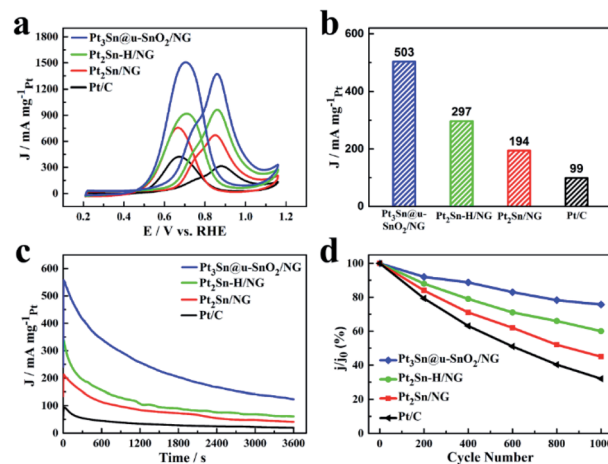 a
J / mA mg⁻¹Pt
1800
1500
1200
900
600
300
0
Pt₃Sn@u-SnO₂/NG
Pt₂Sn-H/NG
Pt₂Sn/NG
Pt/C
0.2 0.4 0.6 0.8 1.0 1.2
E / V vs. RHE
b
J / mA mg⁻¹Pt
600
400
200
0
503
297
194
99
Pt₃Sn@u-
SnO₂/NG
Pt₂Sn-H/NG
Pt₂Sn/NG
Pt/C
c
J / mA mg⁻¹Pt
600
500
400
300
200
100
0
Pt₃Sn@u-SnO₂/NG
Pt₂Sn-H/NG
Pt₂Sn/NG
Pt/C
0 600 1200 1800 2400 3000 3600
Time / s
d
j/j₀ (%)
100
80
60
40
20
0
Pt₃Sn@u-SnO₂/NG
Pt₂Sn-H/NG
Pt₂Sn/NG
Pt/C
0 200 400 600 800 1000
Cycle Number